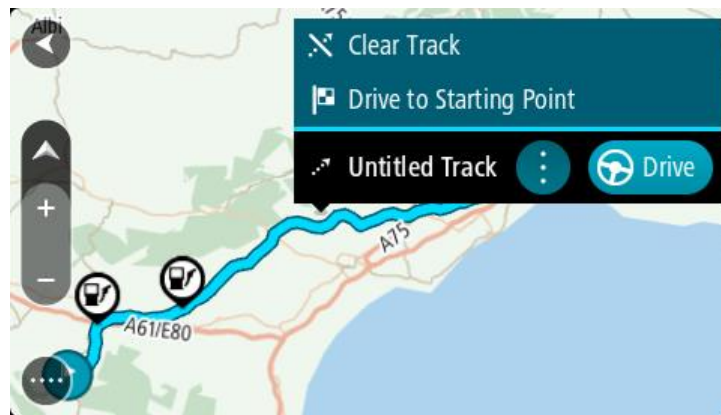 Albi
Clear Track
Drive to Starting Point
Untitled Track
Drive
A75
A61/E80